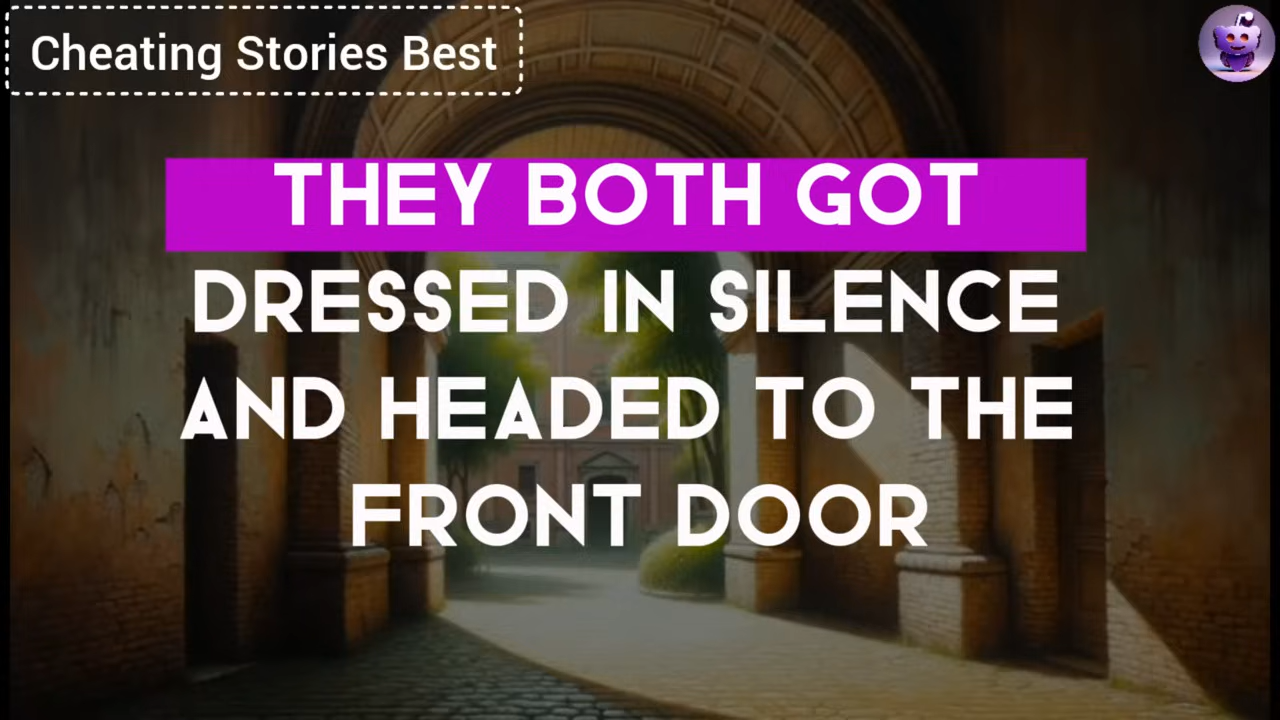 Cheating Stories Best
THEY BOTH GOT
DRESSED IN SILENCE
AND HEADED TO THE
FRONT DOOR